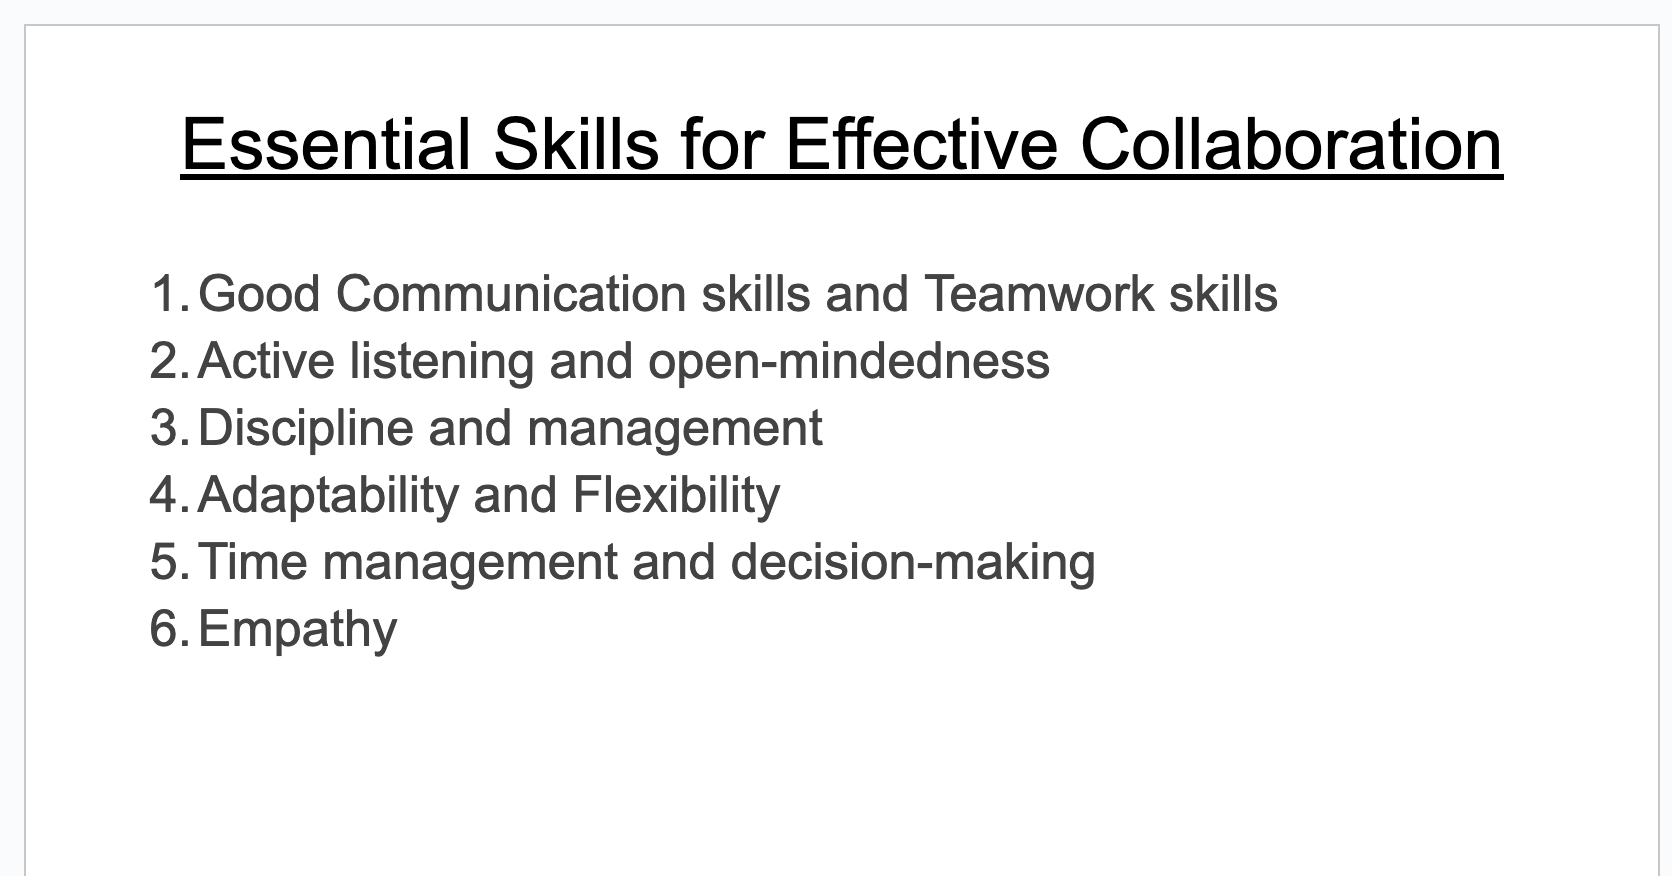 Essential Skills for Effective Collaboration
1. Good Communication skills and Teamwork skills
2. Active listening and open-mindedness
3. Discipline and management
4. Adaptability and Flexibility
5. Time management and decision-making
6. Empathy